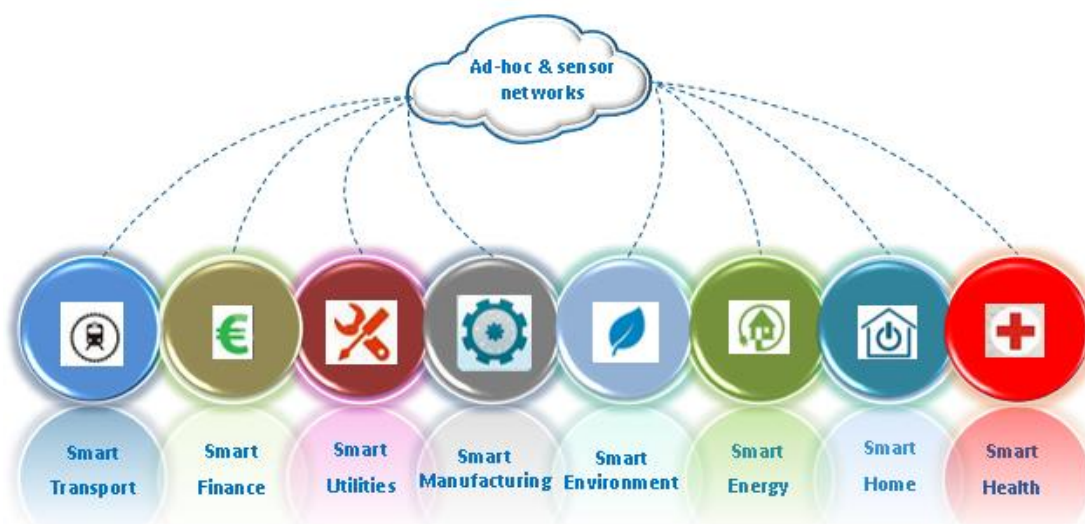 Ad-hoc & sensor
networks
€
Smart
Transport
Smart
Finance
Smart
Utilities
Smart
Manufacturing
Smart
Environment
Smart
Energy
Smart
Home
Smart
Health